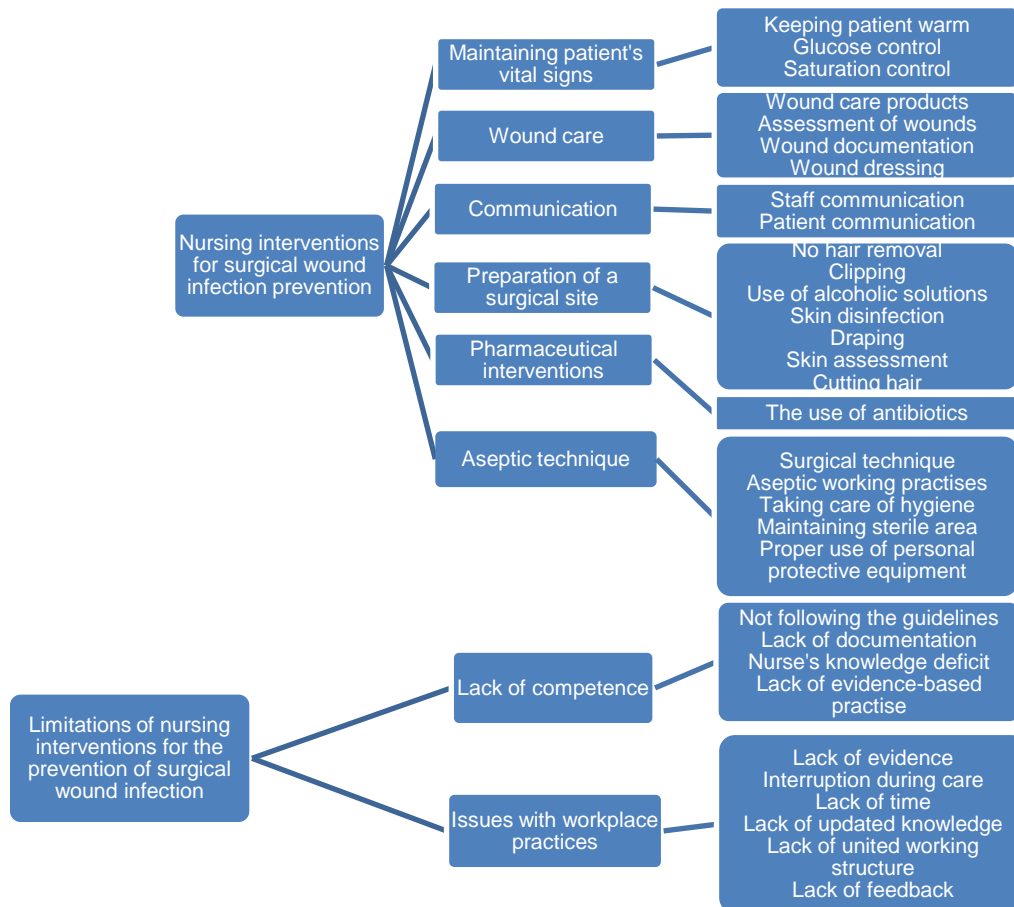 Nursing interventions
for surgical wound
infection prevention
Maintaining patient's
vital signs
Keeping patient warm
Glucose control
Saturation control
Wound care
Wound care products
Assessment of wounds
Wound documentation
Wound dressing
Communication
Staff communication
Patient communication
Preparation of a
surgical site
No hair removal
Clipping
Use of alcoholic solutions
Skin disinfection
Draping
Skin assessment
Cutting hair
Pharmaceutical
interventions
The use of antibiotics
Aseptic technique
Surgical technique
Aseptic working practises
Taking care of hygiene
Maintaining sterile area
Proper use of personal
protective equipment
Limitations of nursing
interventions for the
prevention of surgical
wound infection
Lack of competence
Not following the guidelines
Lack of documentation
Nurse's knowledge deficit
Lack of evidence-based
practise
Issues with workplace
practices
Lack of evidence
Interruption during care
Lack of time
Lack of updated knowledge
Lack of united working
structure
Lack of feedback